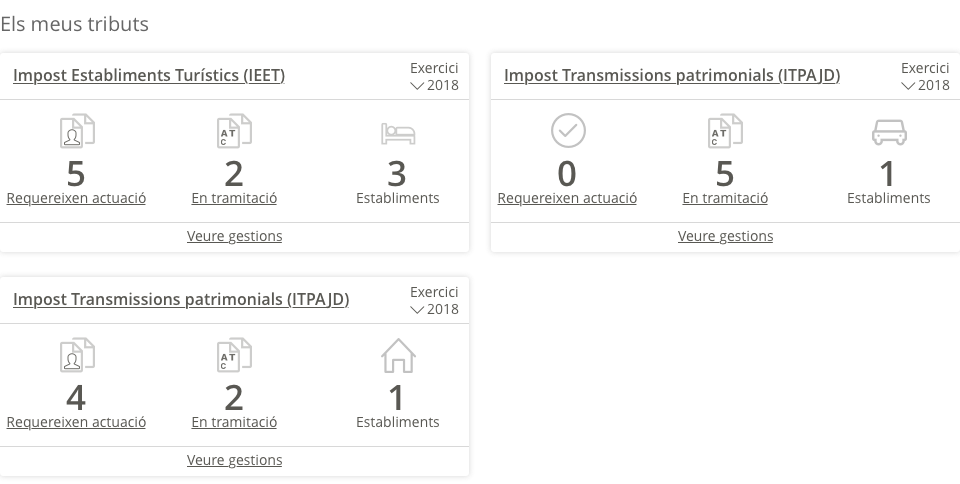 Els meus tributs
Impost Establiments Turístics (IEET)
Exercici
2018
AT
C
5
Requereixen actuació
2
En tramitació
3
Establiments
Veure gestions
Impost Transmissions patrimonials (ITPAJD)
Exercici
2018
AT
C
0
Requereixen actuació
5
En tramitació
1
Establiments
Veure gestions
Impost Transmissions patrimonials (ITPAJD)
Exercici
2018
AT
C
4
Requereixen actuació
2
En tramitació
1
Establiments
Veure gestions